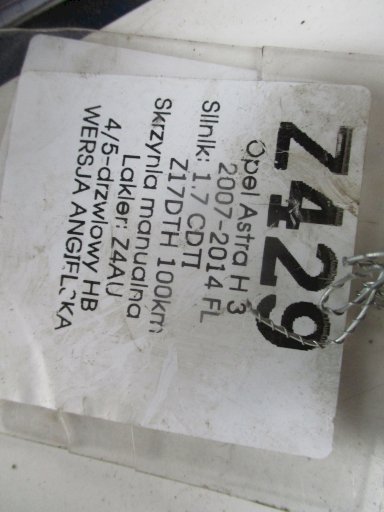 Z429
Opel Astra H 3
2007-2014 FL
Silnik: 1.7 CDTI
Z17DTH 100km
Skrzynia manualna
Lakier: Z4AU
4/5-drzwiowy HB
WERSJA ANGIELSKA